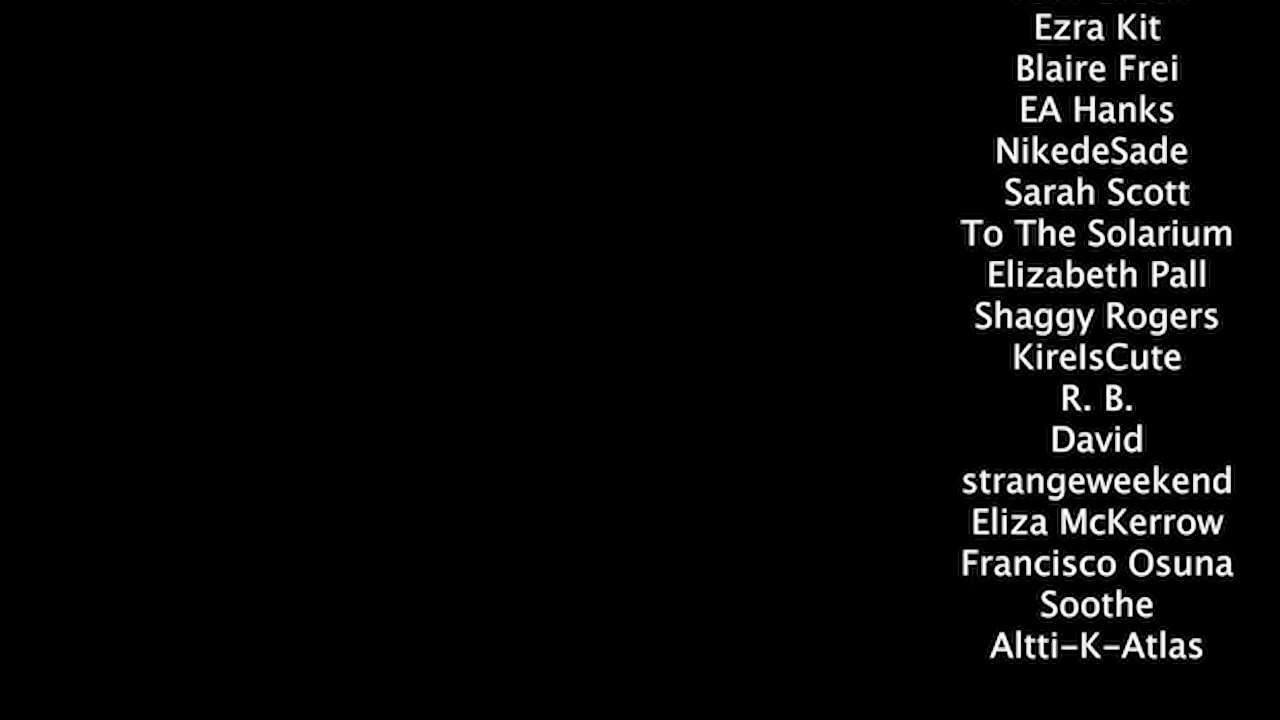 Ezra Kit
Blaire Frei
EA Hanks
NikedeSade
Sarah Scott
To The Solarium
Elizabeth Pall
Shaggy Rogers
KireIsCute
R. B.
David
strangeweekend
Eliza McKerrow
Francisco Osuna
Soothe
Altti-K-Atlas